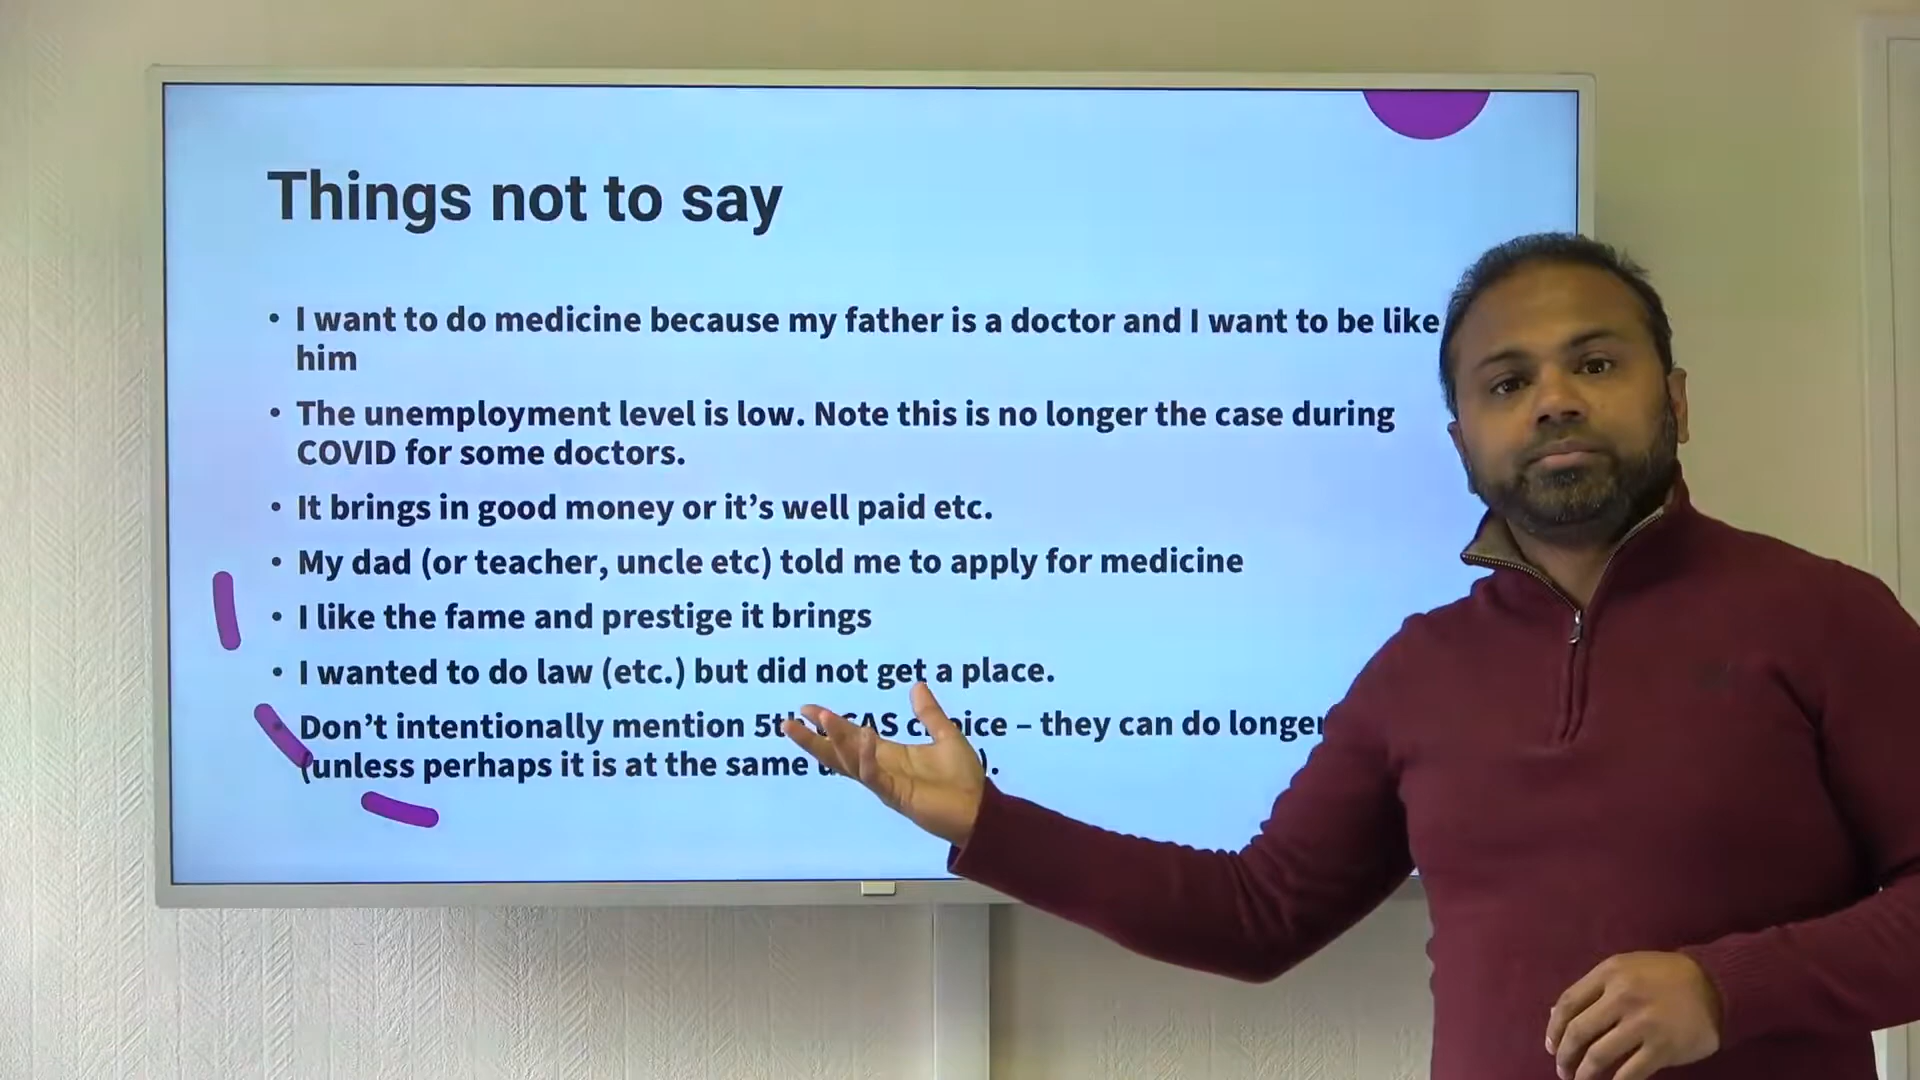 Things not to say
• I want to do medicine because my father is a doctor and I want to be like
him
• The unemployment level is low. Note this is no longer the case during
COVID for some doctors.
• It brings in good money or it's well paid etc.
• My dad (or teacher, uncle etc) told me to apply for medicine
• I like the fame and prestige it brings
• I wanted to do law (etc.) but did not get a place.
• Don't intentionally mention 5th UCAS choice – they can do longer
(unless perhaps it is at the same ).